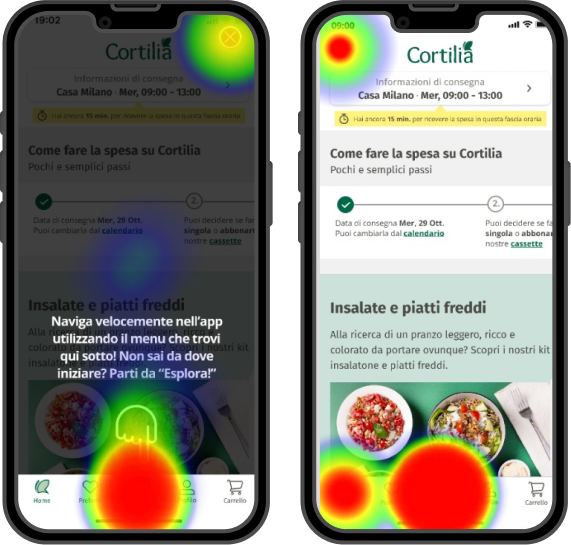 19:02
Cortilia
Informazioni di consegna
Casa Milano · Mer, 09:00 - 13:00
Hai ancora 15 min. per ricevere la spesa in questa fascia oraria
Come fare la spesa su Cortilia
Pochi e semplici passi
2.
Data di consegna Mer, 29 Ott.
Puoi cambiarla dal calendario
Puoi decidere se fa
singola o abbonar
nostre cassette
Insalate e piatti freddi
Alla ricerca di un pranzo leggero, ricco e
colorato da portare ovunque? Scopri i nostri kit
insalatone e piatti freddi.
Naviga velocemente nell'app
utilizzando il menu che trovi
qui sotto! Non sai da dove
iniziare? Parti da "Esplora!"
Home
Carrello
09:00
Cortilia
Informazioni di consegna
Casa Milano · Mer, 09:00 - 13:00
Hai ancora 15 min. per ricevere la spesa in questa fascia oraria
Come fare la spesa su Cortilia
Pochi e semplici passi
2.
Data di consegna Mer, 29 Ott.
Puoi cambiarla dal calendario
Puoi decidere se fa
singola o abbonar
nostre cassette
Insalate e piatti freddi
Alla ricerca di un pranzo leggero, ricco e
colorato da portare ovunque? Scopri i nostri kit
insalatone e piatti freddi.
Carrello